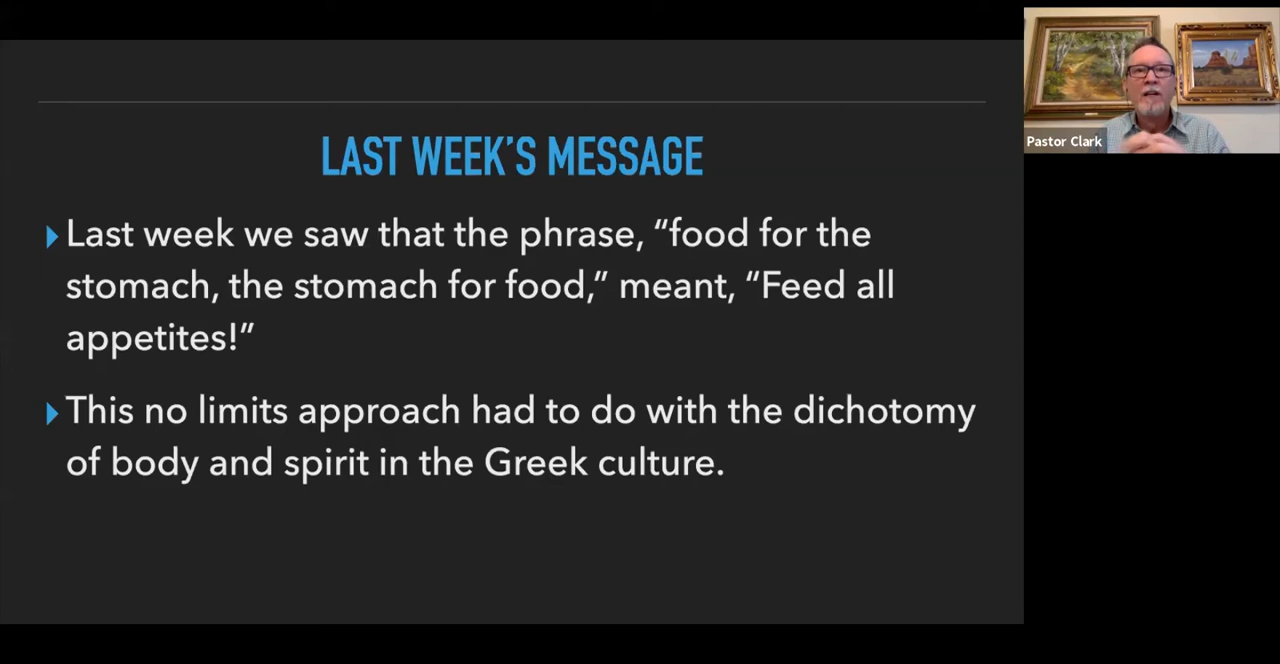 LAST WEEK’S MESSAGE
Last week we saw that the phrase, “food for the
stomach, the stomach for food,” meant, “Feed all
appetites!”
This no limits approach had to do with the dichotomy
of body and spirit in the Greek culture.
Pastor Clark